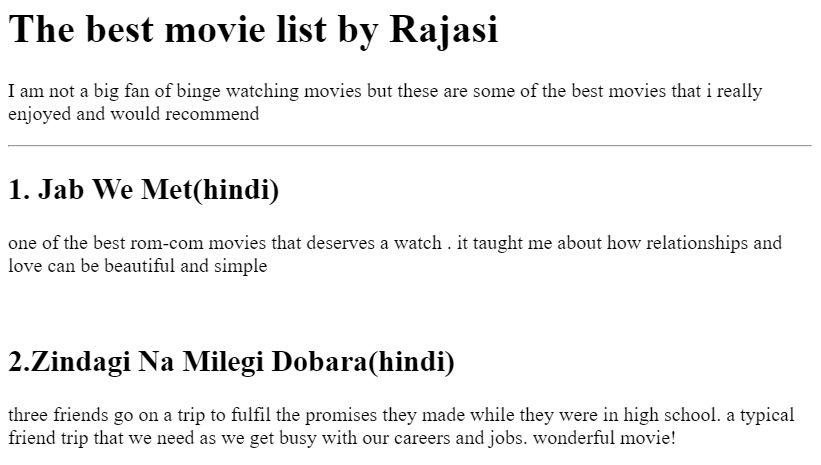 The best movie list by Rajasi
I am not a big fan of binge watching movies but these are some of the best movies that i really
enjoyed and would recommend
1. Jab We Met(hindi)
one of the best rom-com movies that deserves a watch . it taught me about how relationships and
love can be beautiful and simple
2.Zindagi Na Milegi Dobara(hindi)
three friends go on a trip to fulfil the promises they made while they were in high school. a typical
friend trip that we need as we get busy with our careers and jobs. wonderful movie!